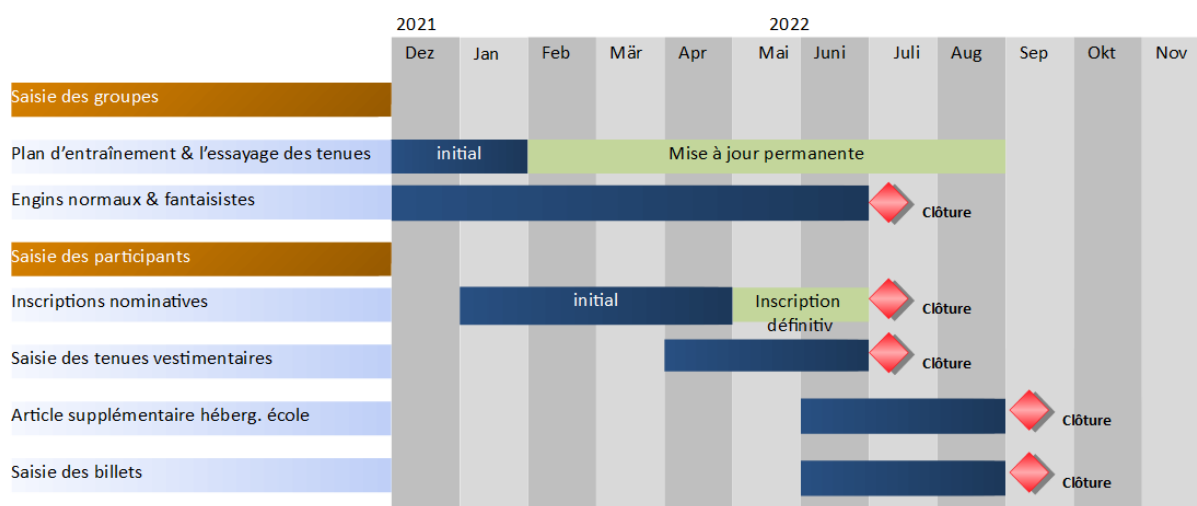 2021 2022
Dez Jan Feb Mär Apr Mai Juni Juli Aug Sep Okt Nov
Saisie des groupes
Plan d'entraînement & l'essayage des tenues initial Mise à jour permanente
Engins normaux & fantaisistes Clôture
Saisie des participants
Inscriptions nominatives initial Inscription
définitiv Clôture
Saisie des tenues vestimentaires Clôture
Article supplémentaire héberg. école Clôture
Saisie des billets Clôture